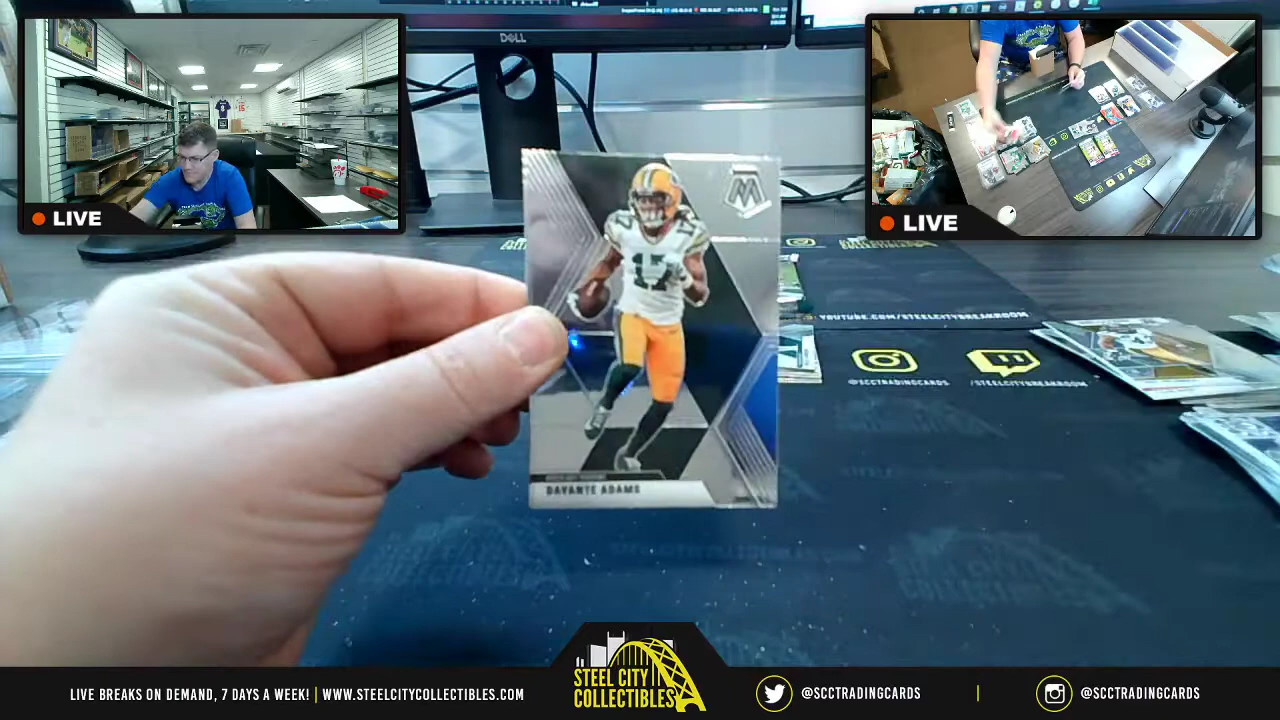 DELL
LIVE
LIVE
17
M
YOUTUBE.COM/STEELCITYBREAKROOM
@SCCTRADINGCARDS
/STEELCITYBREAKROOM
DAVANTE ADAMS
LIVE BREAKS ON DEMAND, 7 DAYS A WEEK! | WWW.STEELCITYCOLLECTIBLES.COM
STEEL CITY
COLLECTIBLES
@SCCTRADINGCARDS
@SCCTRADINGCARDS